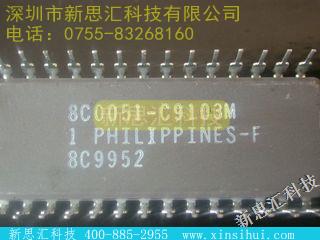 深圳市新思汇科技有限公司
电话：0755-83268160
8C0051-C9103M
1 PHILIPPINES-F
8C9952
新思汇科技
新思汇科技 400-885-2955 www.xinsihui.com